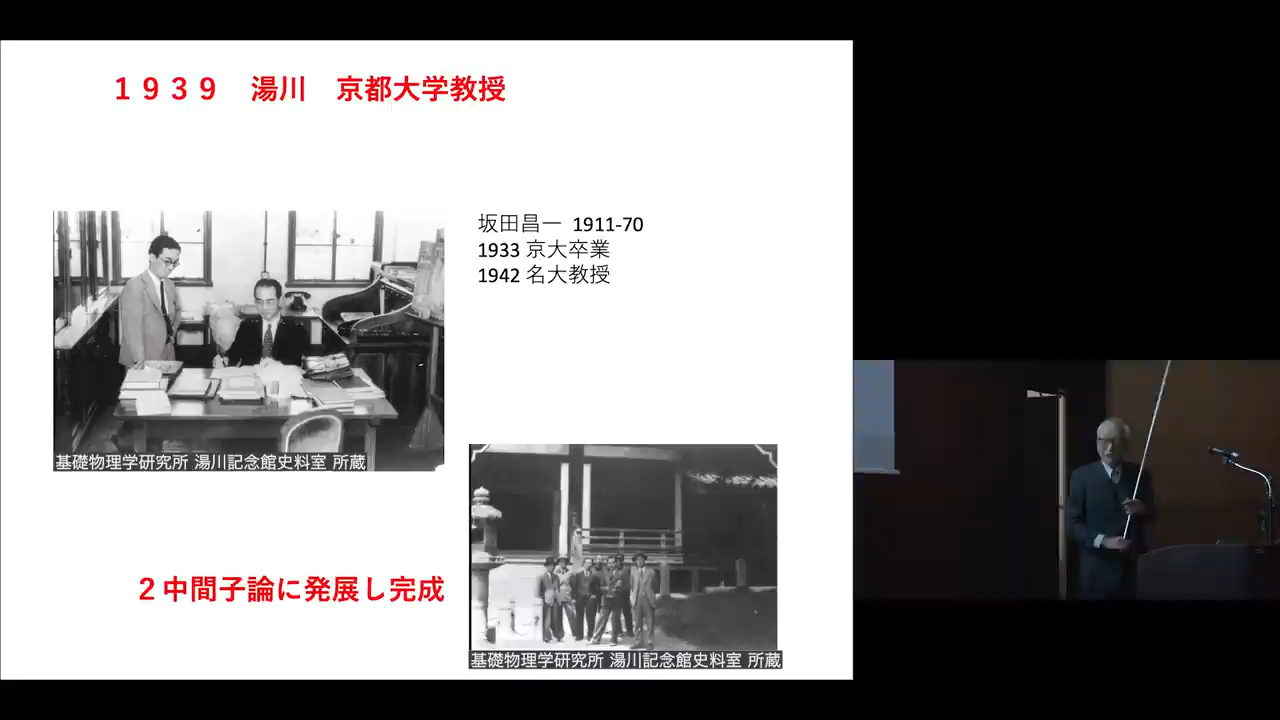 １９３９　湯川　京都大学教授
坂田昌一 1911-70
1933 京大卒業
1942 名大教授
基礎物理学研究所 湯川記念館史料室 所蔵
２中間子論に発展し完成
基礎物理学研究所 湯川記念館史料室 所蔵